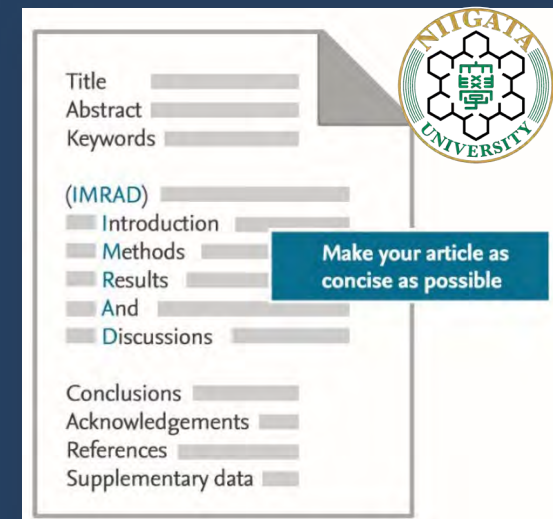 NIIGATA
UNIVERSITY
Title
Abstract
Keywords
(IMRAD)
Introduction
Methods
Results
And
Discussions
Make your article as
concise as possible
Conclusions
Acknowledgements
References
Supplementary data